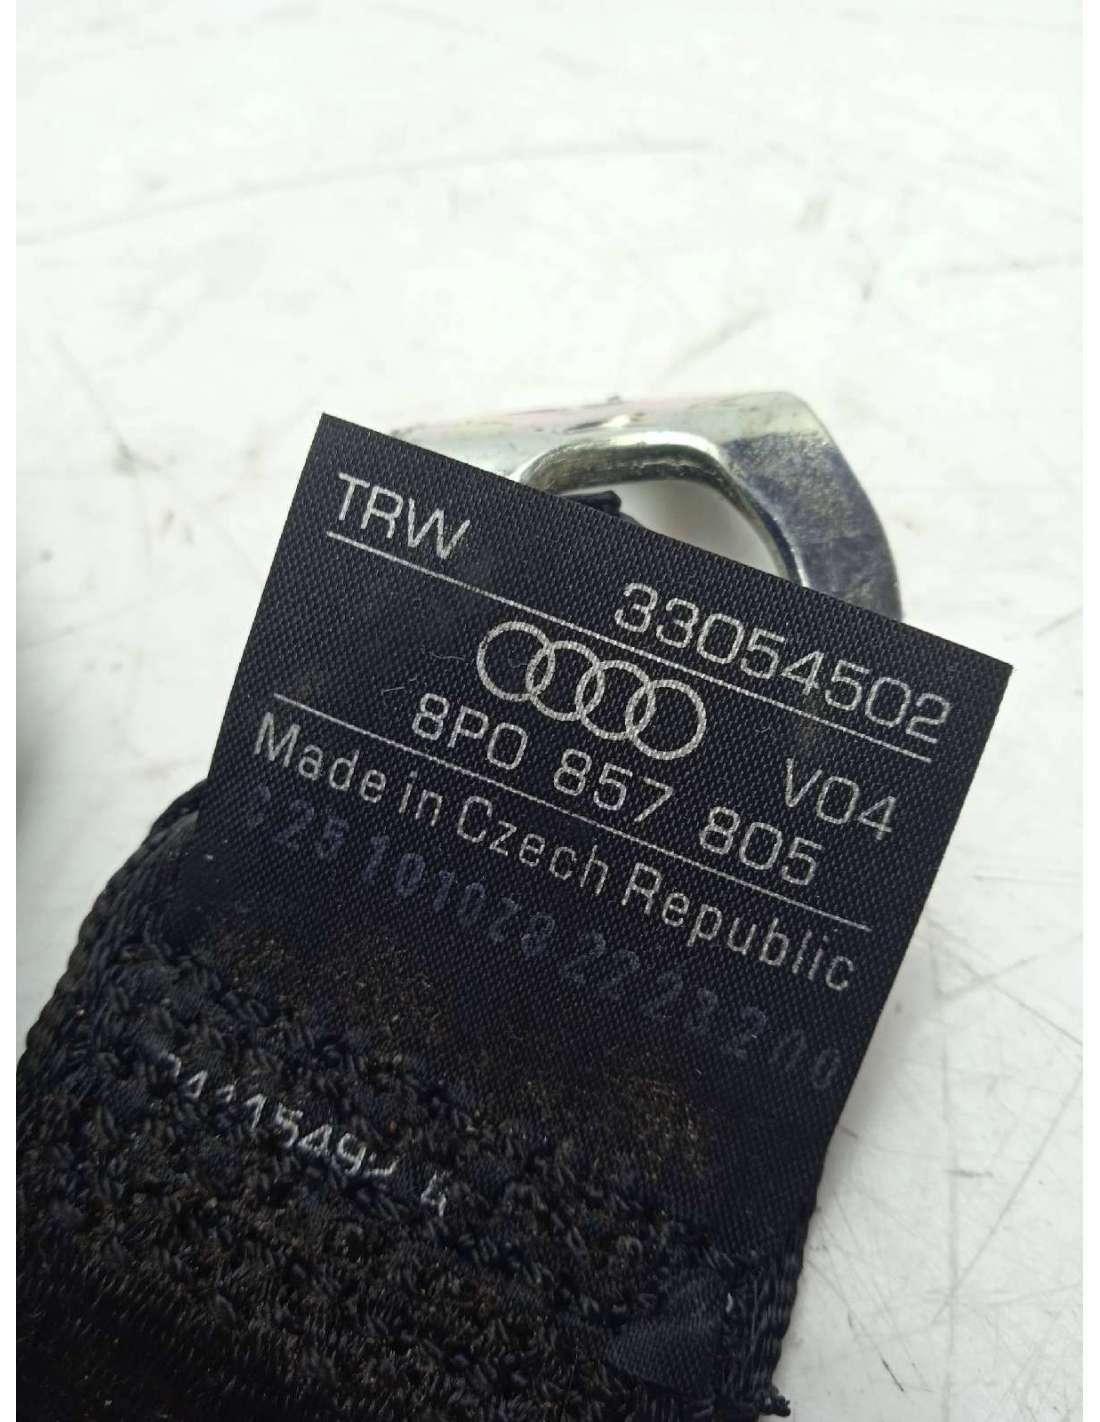 TRW
33054502
V04
8P0 857 805
Made in Czech Republic